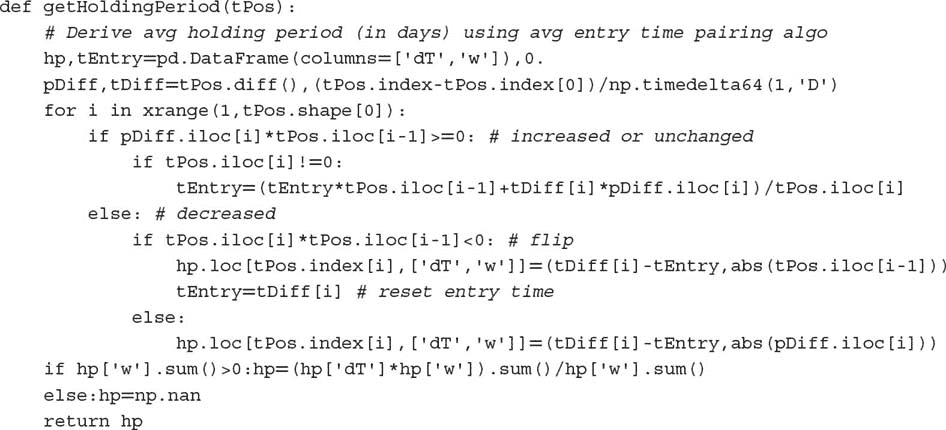 def getHoldingPeriod(tPos):
    # Derive avg holding period (in days) using avg entry time pairing algo
    hp,tEntry=pd.DataFrame(columns=['dT','w']),0.
    pDiff,tDiff=tPos.diff(),(tPos.index-tPos.index[0])/np.timedelta64(1,'D')
    for i in xrange(1,tPos.shape[0]):
        if pDiff.iloc[i]*tPos.iloc[i-1]>=0: # increased or unchanged
            if tPos.iloc[i]!=0:
                tEntry=(tEntry*tPos.iloc[i-1]+tDiff[i]*pDiff.iloc[i])/tPos.iloc[i]
        else: # decreased
            if tPos.iloc[i]*tPos.iloc[i-1]<0: # flip
                hp.loc[tPos.index[i],['dT','w']]=(tDiff[i]-tEntry,abs(tPos.iloc[i-1]))
                tEntry=tDiff[i] # reset entry time
            else:
                hp.loc[tPos.index[i],['dT','w']]=(tDiff[i]-tEntry,abs(pDiff.iloc[i]))
    if hp['w'].sum()>0:hp=(hp['dT']*hp['w']).sum()/hp['w'].sum()
    else:hp=np.nan
    return hp